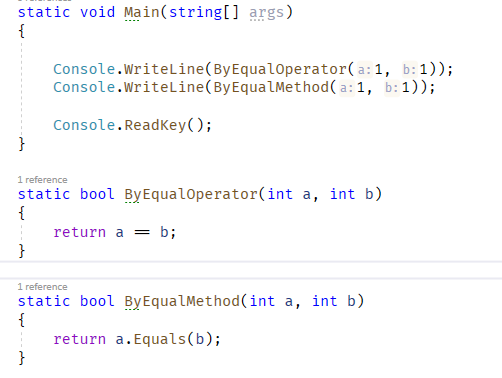 static void Main(string[] args)
{
Console.WriteLine(ByEqualOperator(a:1, b:1));
Console.WriteLine(ByEqualMethod(a:1, b:1));
Console.ReadKey();
}
1 reference
static bool ByEqualOperator(int a, int b)
{
return a == b;
}
1 reference
static bool ByEqualMethod(int a, int b)
{
return a.Equals(b);
}